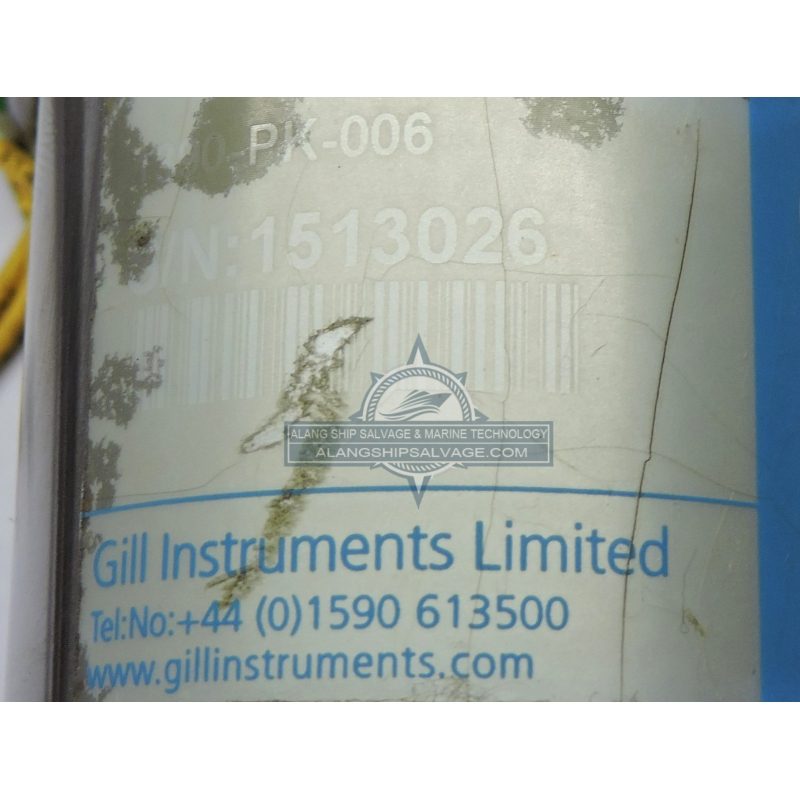 -PK-006
/N:1513026
ALANG SHIP SALVAGE & MARINE TECHNOLOGY
ALANGSHIPSALVAGE.COM
Gill Instruments Limited
Tel:No:+44 (0)1590 613500
www.gillinstruments.com